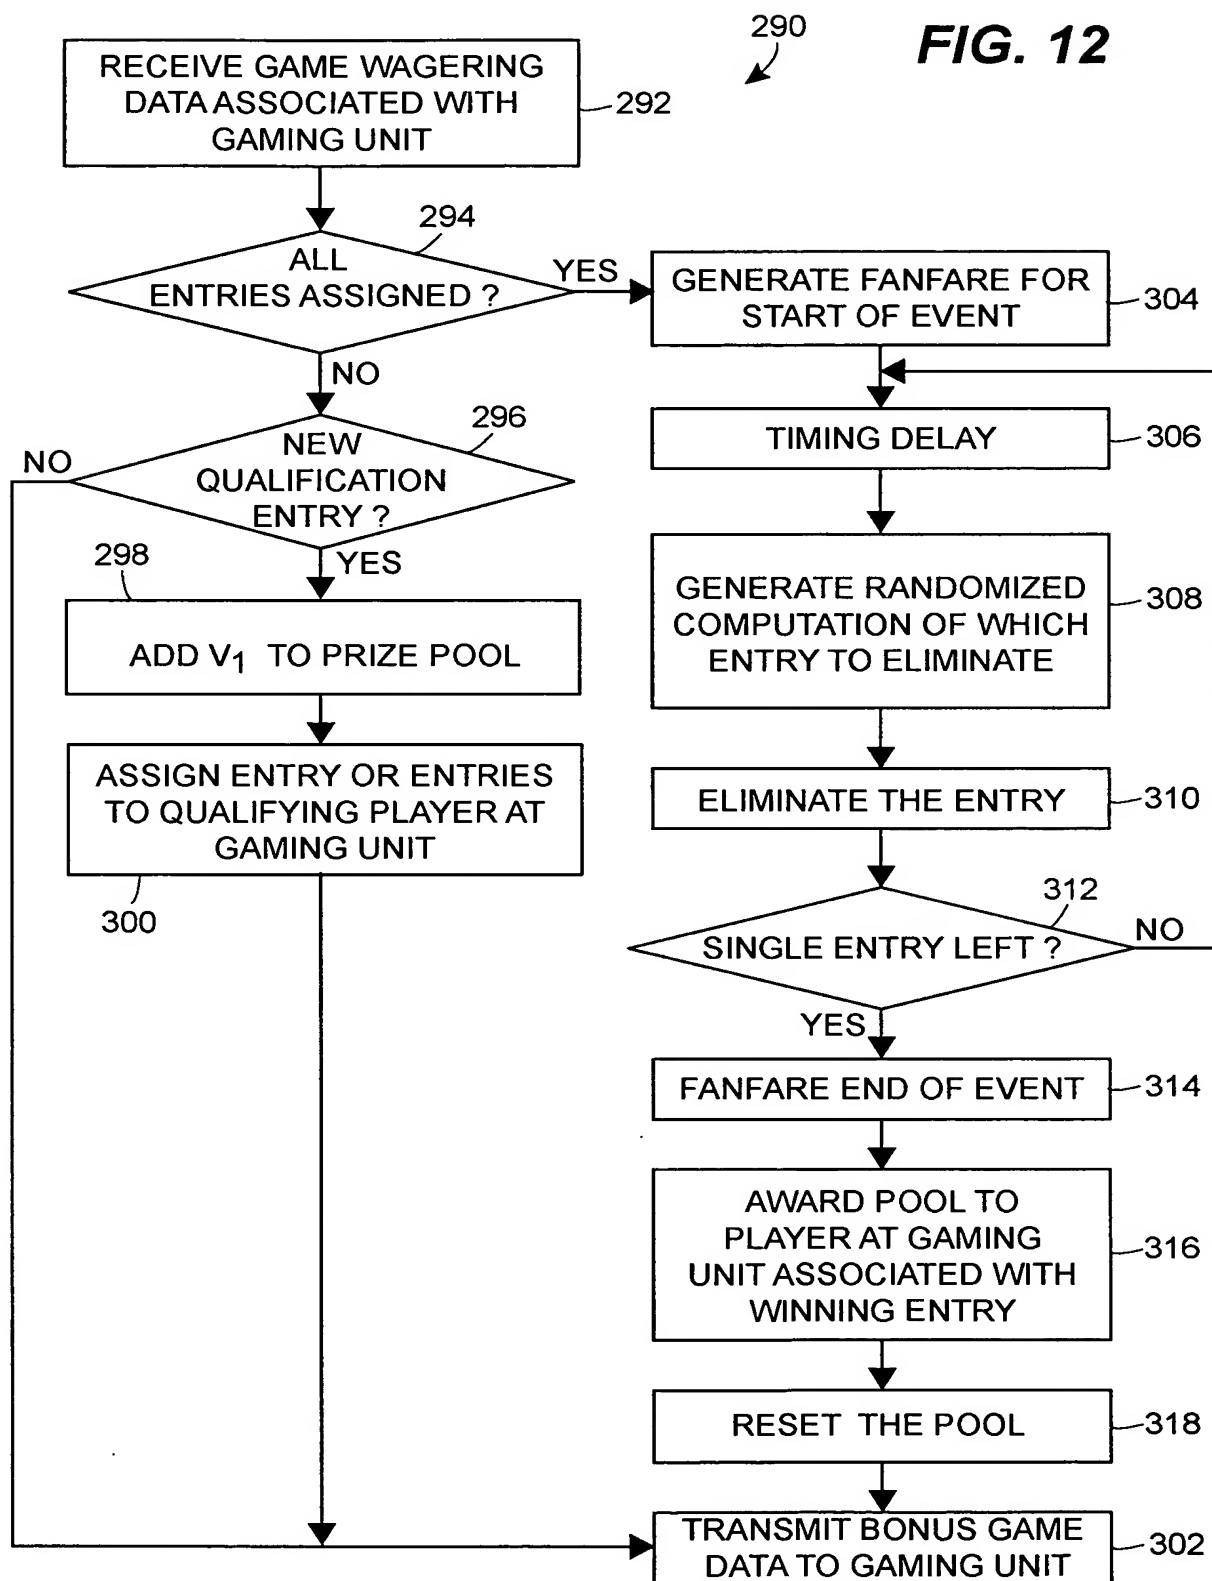 290
FIG. 12
RECEIVE GAME WAGERING
DATA ASSOCIATED WITH
GAMING UNIT
292
294
ALL
ENTRIES ASSIGNED ?
YES
NO
296
NEW
QUALIFICATION
ENTRY ?
NO
YES
298
ADD V1 TO PRIZE POOL
ASSIGN ENTRY OR ENTRIES
TO QUALIFYING PLAYER AT
GAMING UNIT
300
GENERATE FANFARE FOR
START OF EVENT
304
TIMING DELAY
306
GENERATE RANDOMIZED
COMPUTATION OF WHICH
ENTRY TO ELIMINATE
308
ELIMINATE THE ENTRY
310
312
SINGLE ENTRY LEFT ?
NO
YES
FANFARE END OF EVENT
314
AWARD POOL TO
PLAYER AT GAMING
UNIT ASSOCIATED WITH
WINNING ENTRY
316
RESET THE POOL
318
TRANSMIT BONUS GAME
DATA TO GAMING UNIT
302